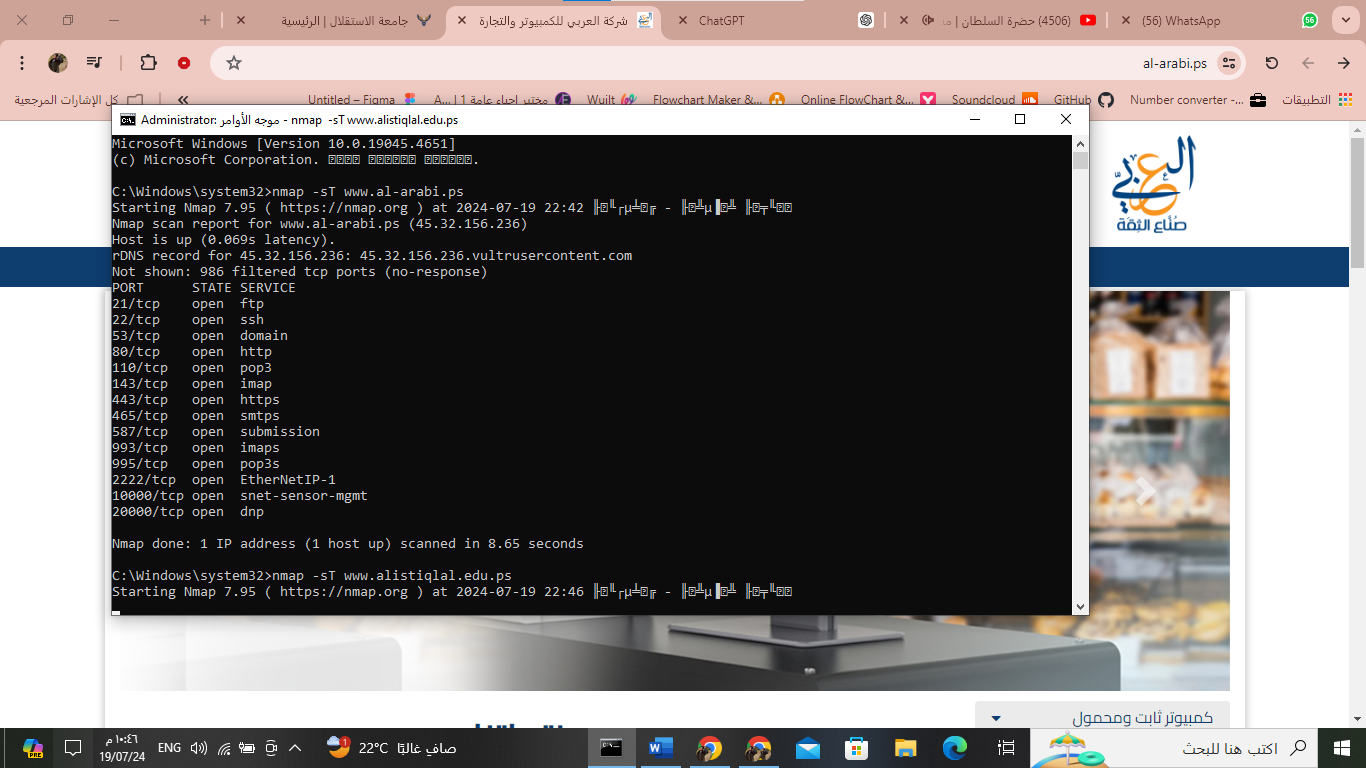 جامعة الاستقلال | الرئيسية
شركة العربي للكمبيوتر والتجارة
ChatGPT
(4506) حضرة السلطان | مد
(56) WhatsApp
al-arabi.ps
كل الإشارات المرجعية
Untitled – Figma
مختبر احياء عامة 1 | A...
Wuilt
Flowchart Maker &...
Online FlowChart &...
Soundcloud
GitHub
Number converter -...
التطبيقات
Administrator: موجه الأوامر - nmap -sT www.alistiqlal.edu.ps
Microsoft Windows [Version 10.0.19045.4651]
(c) Microsoft Corporation.
C:\Windows\system32>nmap -sT www.al-arabi.ps
Starting Nmap 7.95 ( https://nmap.org ) at 2024-07-19 22:42
Nmap scan report for www.al-arabi.ps (45.32.156.236)
Host is up (0.069s latency).
rDNS record for 45.32.156.236: 45.32.156.236.vultrusercontent.com
Not shown: 986 filtered tcp ports (no-response)
PORT STATE SERVICE
21/tcp open ftp
22/tcp open ssh
53/tcp open domain
80/tcp open http
110/tcp open pop3
143/tcp open imap
443/tcp open https
465/tcp open smtps
587/tcp open submission
993/tcp open imaps
995/tcp open pop3s
2222/tcp open EtherNetIP-1
10000/tcp open snet-sensor-mgmt
20000/tcp open dnp
Nmap done: 1 IP address (1 host up) scanned in 8.65 seconds
C:\Windows\system32>nmap -sT www.alistiqlal.edu.ps
Starting Nmap 7.95 ( https://nmap.org ) at 2024-07-19 22:46
العربي
صُنّاع الثِقة
كمبيوتر ثابت ومحمول
١٠:٤٦ م
19/07/24
ENG
1
22°C صافٍ غالبًا
اكتب هنا للبحث
PRE